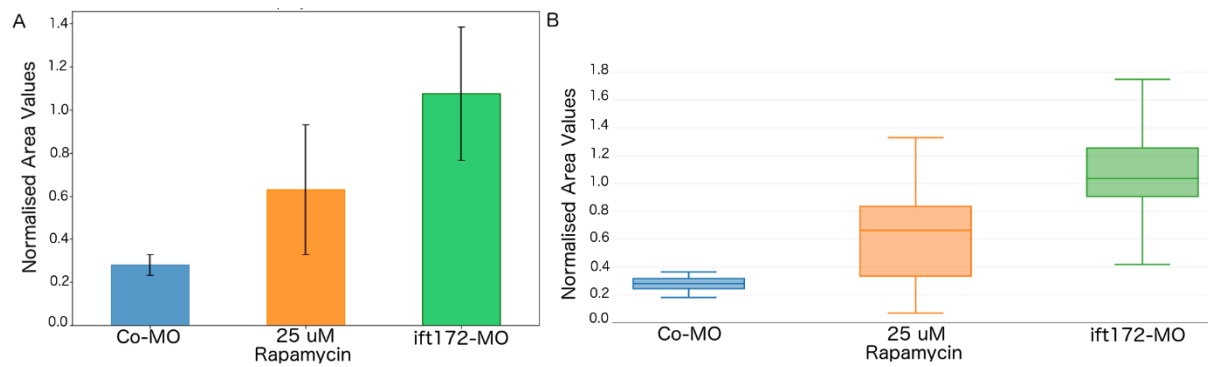 A
Normalised Area Values
1.4
1.2
1.0
0.8
0.6
0.4
0.2
0.0
Co-MO
25 uM
Rapamycin
ift172-MO
B
Normalised Area Values
1.8
1.6
1.4
1.2
1.0
0.8
0.6
0.4
0.2
0.0
Co-MO
25 uM
Rapamycin
ift172-MO